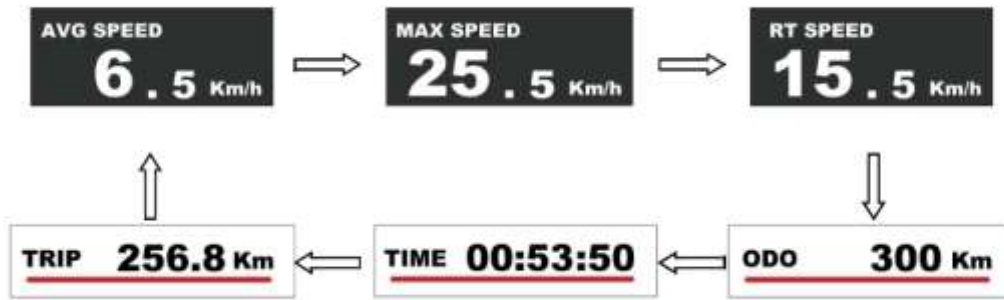 AVG SPEED
6.5 Km/h
MAX SPEED
25.5 Km/h
RT SPEED
15.5 Km/h
TRIP 256.8 Km
TIME 00:53:50
ODO 300 Km